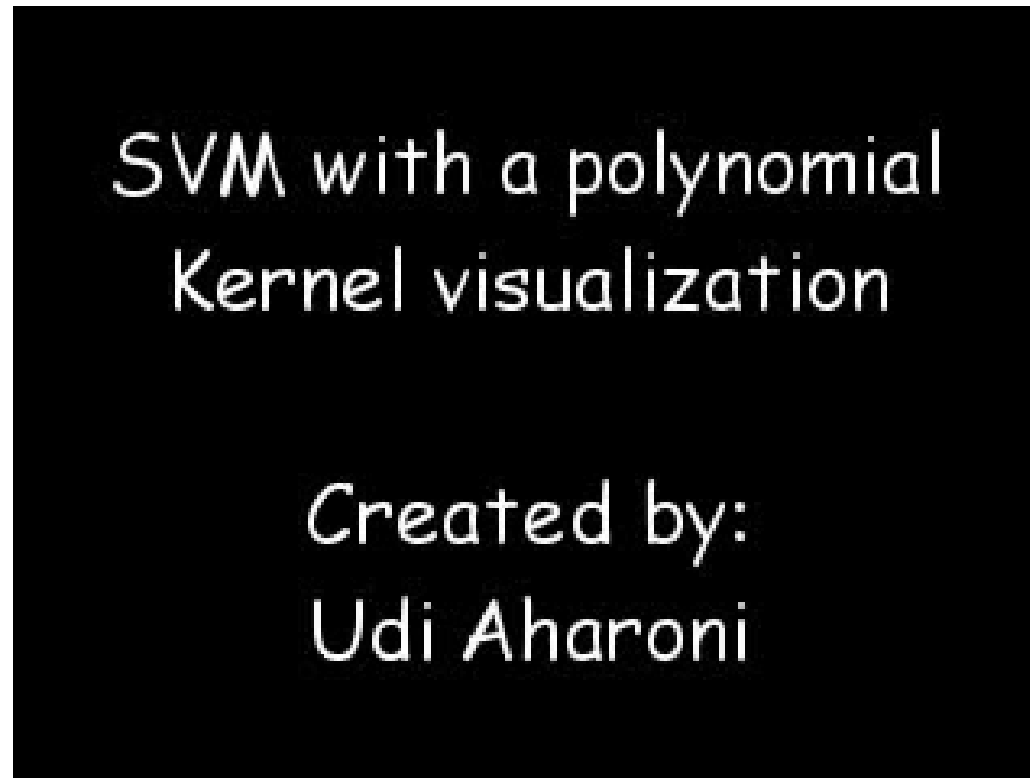 SVM with a polynomial
Kernel visualization
Created by:
Udi Aharoni